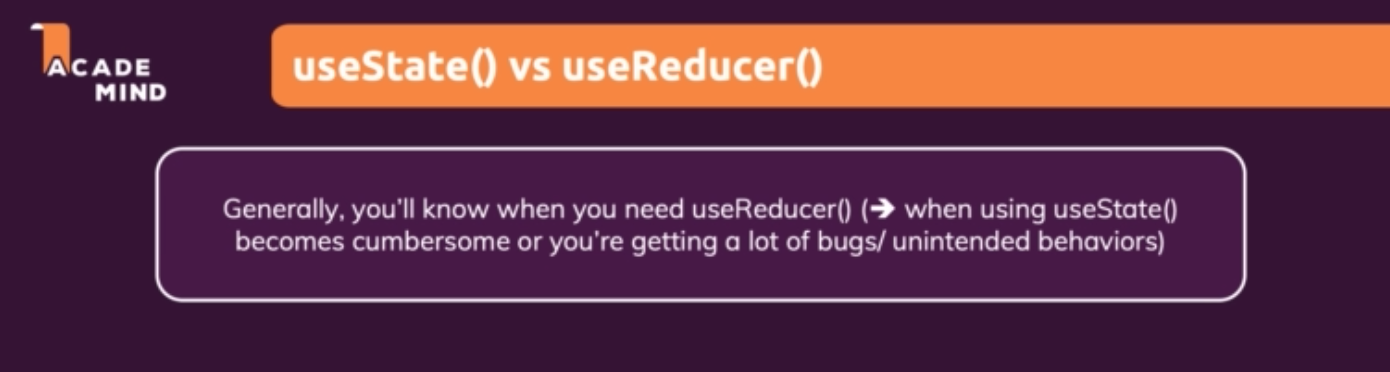 ACADE
MIND
useState() vs useReducer()
Generally, you'll know when you need useReducer() (➔ when using useState()
becomes cumbersome or you're getting a lot of bugs/ unintended behaviors)